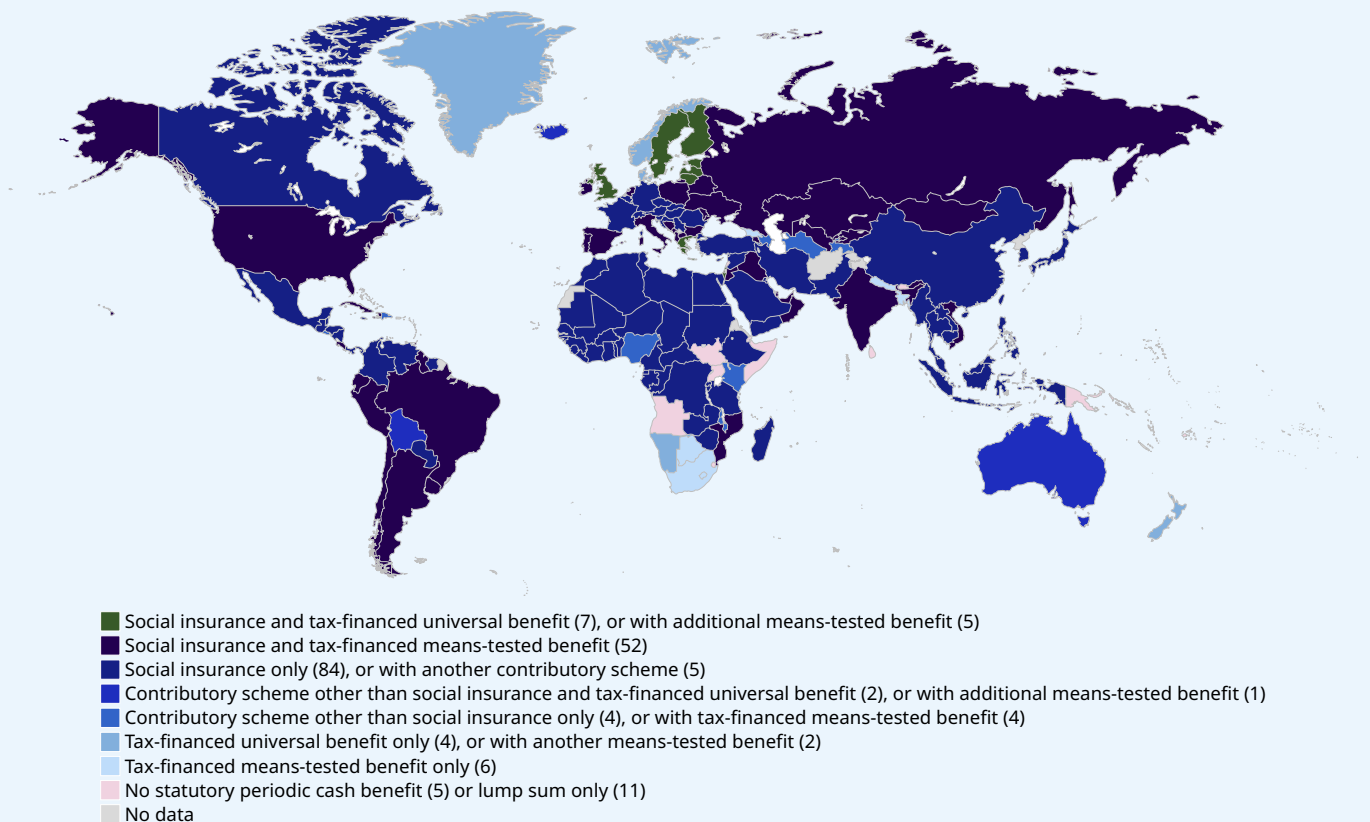 Social insurance and tax-financed universal benefit (7), or with additional means-tested benefit (5)
Social insurance and tax-financed means-tested benefit (52)
Social insurance only (84), or with another contributory scheme (5)
Contributory scheme other than social insurance and tax-financed universal benefit (2), or with additional means-tested benefit (1)
Contributory scheme other than social insurance only (4), or with tax-financed means-tested benefit (4)
Tax-financed universal benefit only (4), or with another means-tested benefit (2)
Tax-financed means-tested benefit only (6)
No statutory periodic cash benefit (5) or lump sum only (11)
No data